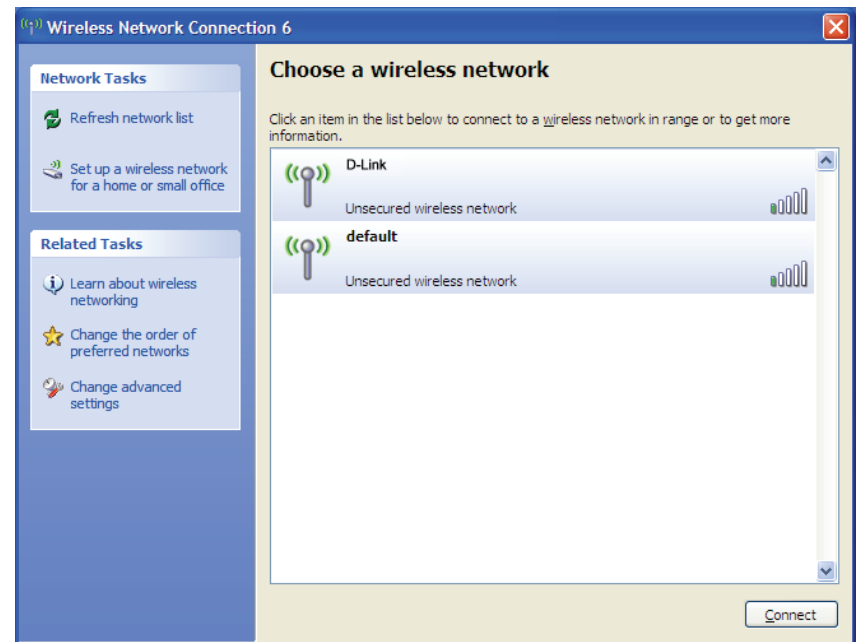 Wireless Network Connection 6
Network Tasks
Refresh network list
Set up a wireless network
for a home or small office
Related Tasks
Learn about wireless
networking
Change the order of
preferred networks
Change advanced
settings
Choose a wireless network
Click an item in the list below to connect to a wireless network in range or to get more
information.
D-Link
Unsecured wireless network
default
Unsecured wireless network
Connect